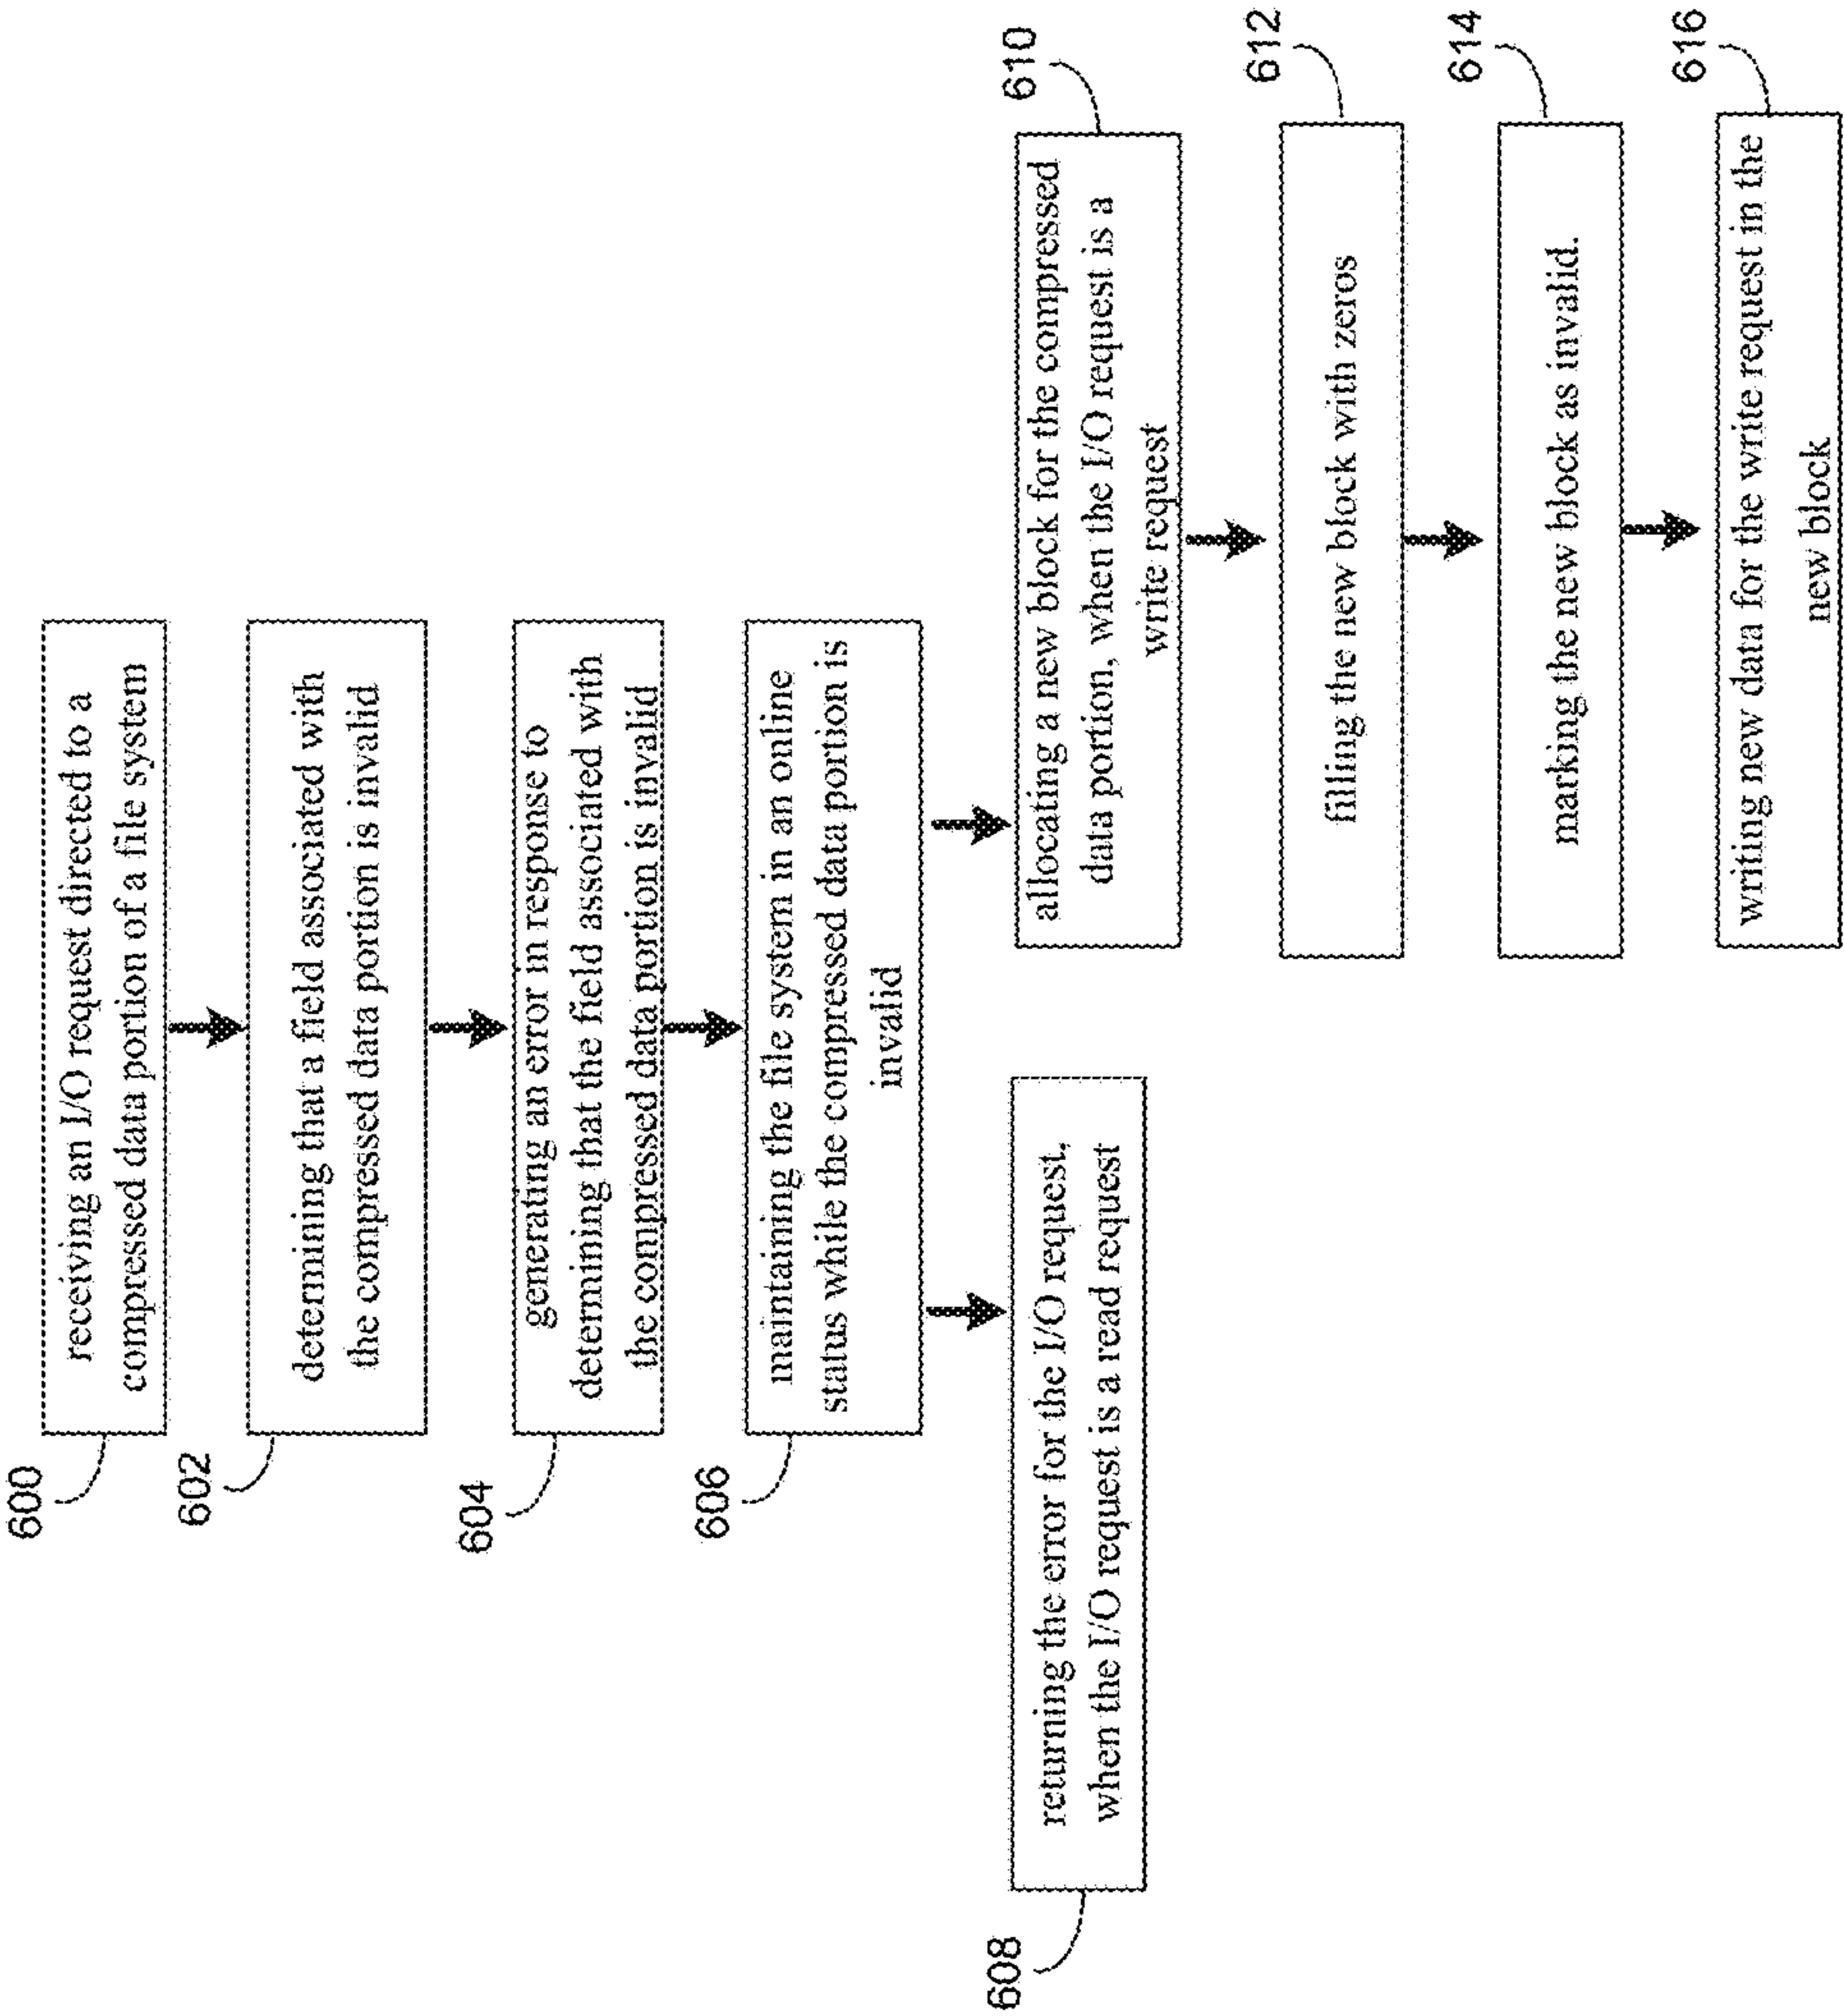 600
receiving an I/O request directed to a
compressed data portion of a file system
602
determining that a field associated with
the compressed data portion is invalid
604
generating an error in response to
determining that the field associated with
the compressed data portion is invalid
606
maintaining the file system in an online
status while the compressed data portion is
invalid
608
returning the error for the I/O request,
when the I/O request is a read request
610
allocating a new block for the compressed
data portion, when the I/O request is a
write request
612
filling the new block with zeros
614
marking the new block as invalid.
616
writing new data for the write request in the
new block